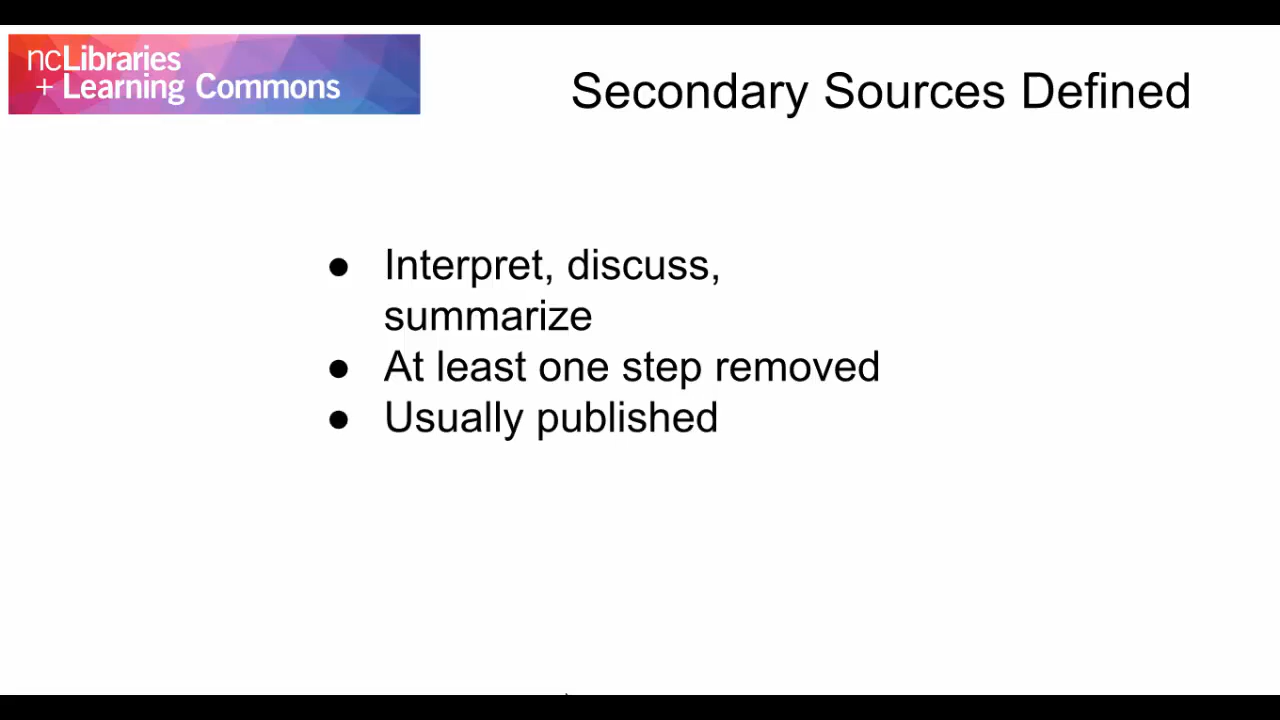 ncLibraries
+ Learning Commons
Secondary Sources Defined
● Interpret, discuss,
summarize
● At least one step removed
● Usually published